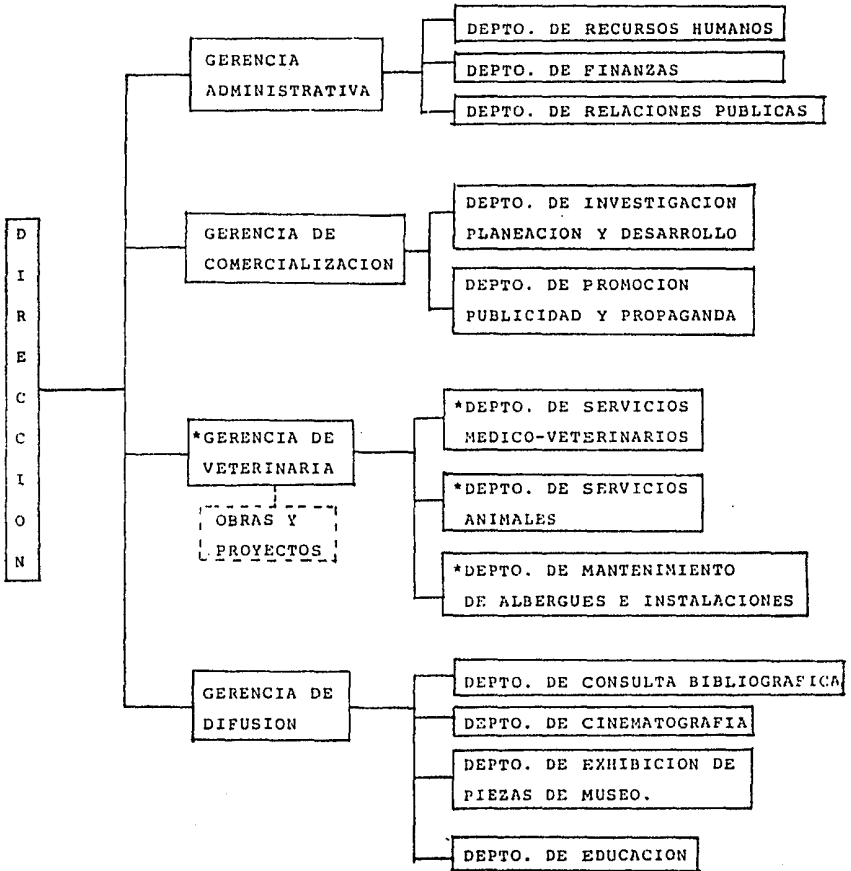 DIRECCION
GERENCIA
ADMINISTRATIVA
DEPTO. DE RECURSOS HUMANOS
DEPTO. DE FINANZAS
DEPTO. DE RELACIONES PUBLICAS
GERENCIA DE
COMERCIALIZACION
DEPTO. DE INVESTIGACION
PLANEACION Y DESARROLLO
DEPTO. DE PROMOCION
PUBLICIDAD Y PROPAGANDA
*GERENCIA DE
VETERINARIA
OBRAS Y
PROYECTOS
*DEPTO. DE SERVICIOS
MEDICO-VETERINARIOS
*DEPTO. DE SERVICIOS
ANIMALES
*DEPTO. DE MANTENIMIENTO
DE ALBERGUES E INSTALACIONES
GERENCIA DE
DIFUSION
DEPTO. DE CONSULTA BIBLIOGRAFICA
DEPTO. DE CINEMATOGRAFIA
DEPTO. DE EXHIBICION DE
PIEZAS DE MUSEO.
DEPTO. DE EDUCACION